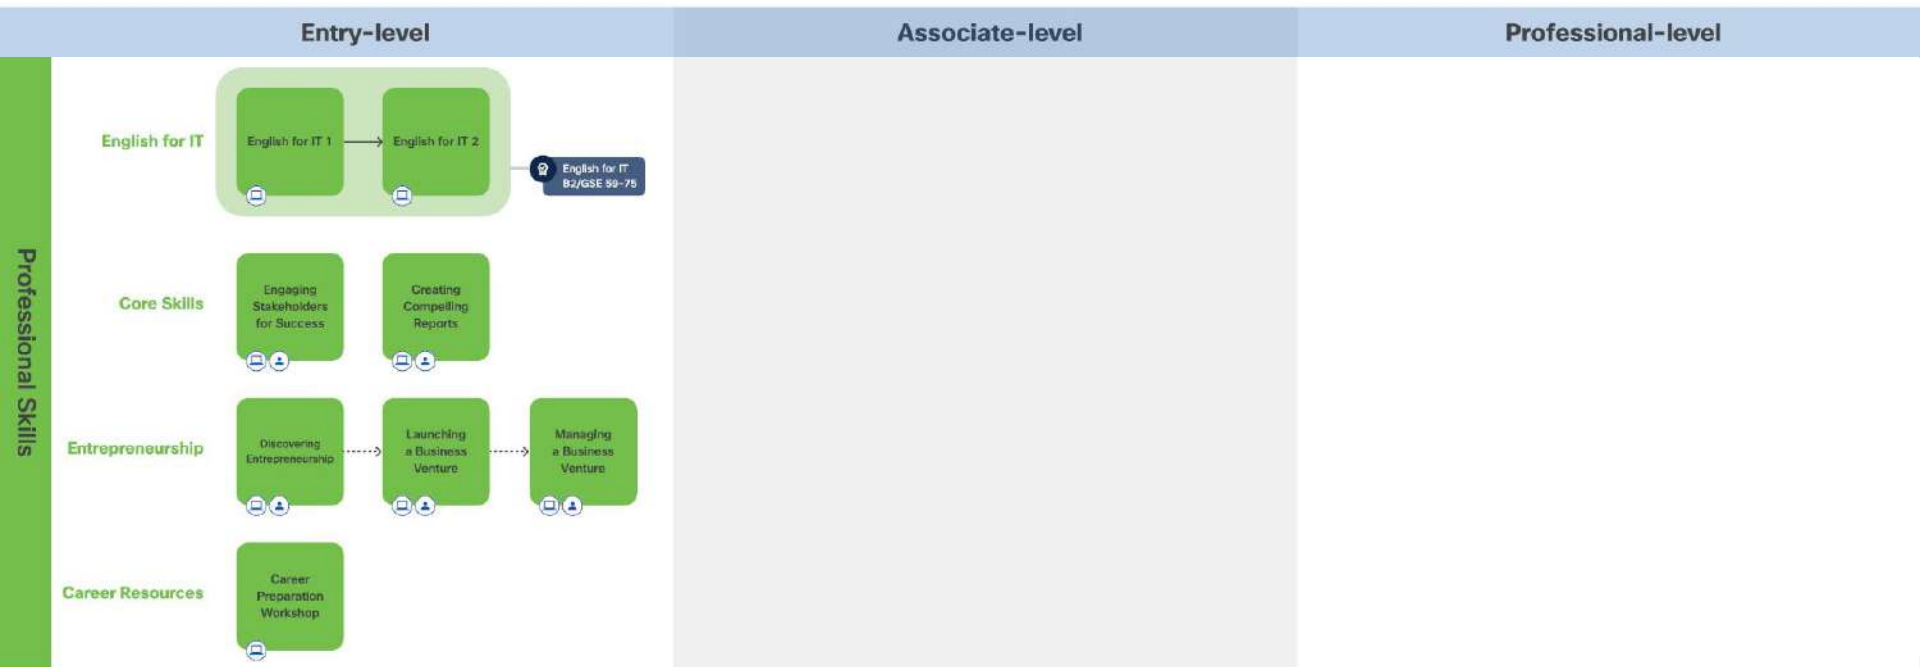 Entry-level
Associate-level
Professional-level
Professional Skills
English for IT
English for IT 1
English for IT 2
English for IT
B2/GSE 59-75
Core Skills
Engaging
Stakeholders
for Success
Creating
Compelling
Reports
Entrepreneurship
Discovering
Entrepreneurship
Launching
a Business
Venture
Managing
a Business
Venture
Career Resources
Career
Preparation
Workshop